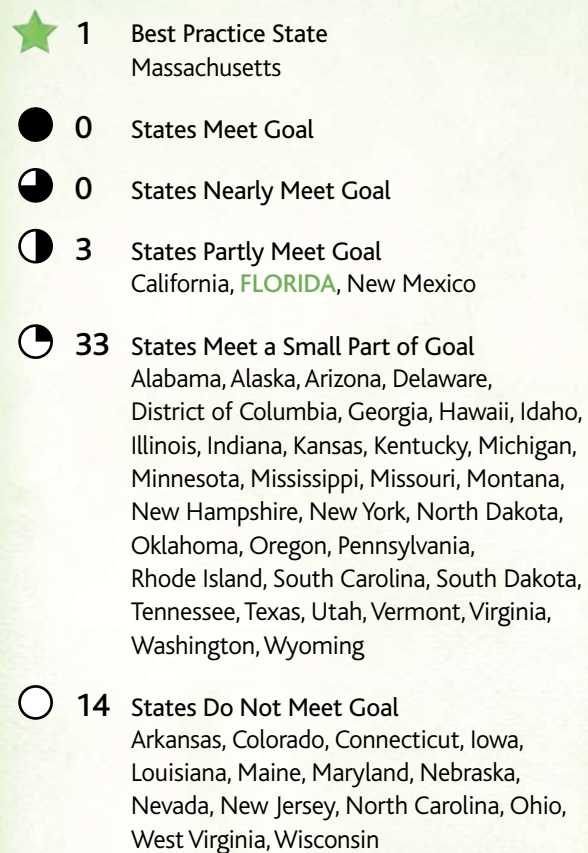 1 Best Practice State
Massachusetts
0 States Meet Goal
0 States Nearly Meet Goal
3 States Partly Meet Goal
California, FLORIDA, New Mexico
33 States Meet a Small Part of Goal
Alabama, Alaska, Arizona, Delaware,
District of Columbia, Georgia, Hawaii, Idaho,
Illinois, Indiana, Kansas, Kentucky, Michigan,
Minnesota, Mississippi, Missouri, Montana,
New Hampshire, New York, North Dakota,
Oklahoma, Oregon, Pennsylvania,
Rhode Island, South Carolina, South Dakota,
Tennessee, Texas, Utah, Vermont, Virginia,
Washington, Wyoming
14 States Do Not Meet Goal
Arkansas, Colorado, Connecticut, Iowa,
Louisiana, Maine, Maryland, Nebraska,
Nevada, New Jersey, North Carolina, Ohio,
West Virginia, Wisconsin